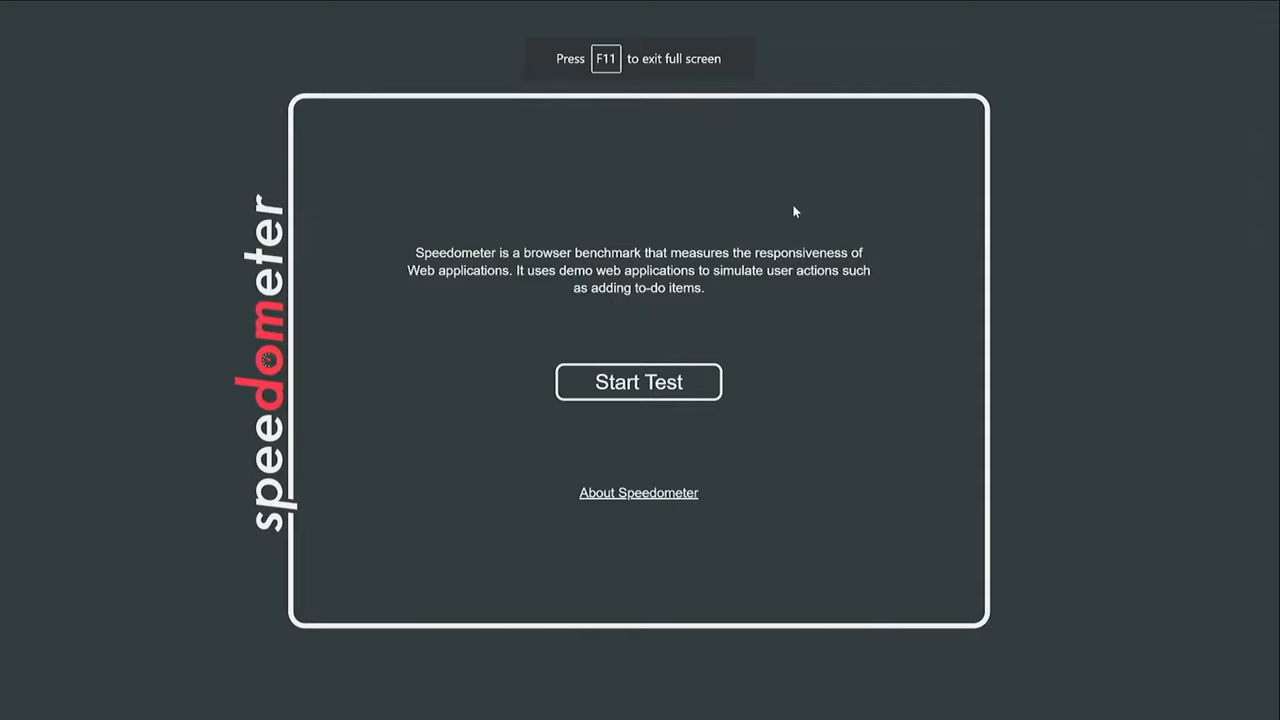 Press F11 to exit full screen
speedometer
Speedometer is a browser benchmark that measures the responsiveness of
Web applications. It uses demo web applications to simulate user actions such
as adding to-do items.
Start Test
About Speedometer